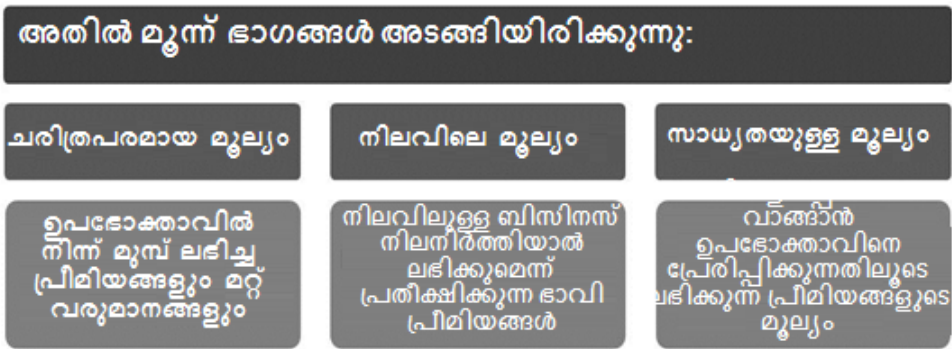 അതിൽ മൂന്ന് ഭാഗങ്ങൾ അടങ്ങിയിരിക്കുന്നു:
ചരിത്രപരമായ മൂല്യം
നിലവിലെ മൂല്യം
സാധ്യതയുള്ള മൂല്യം
ഉപഭോക്താവിൽ
നിന്ന് മുമ്പ് ലഭിച്ച
പ്രീമിയങ്ങളും മറ്റ്
വരുമാനങ്ങളും
നിലവിലുള്ള ബിസിനസ്
നിലനിർത്തിയാൽ
ലഭിക്കുമെന്ന്
പ്രതീക്ഷിക്കുന്ന ഭാവി
പ്രീമിയങ്ങൾ
വാങ്ങാൻ
ഉപഭോക്താവിനെ
പ്രേരിപ്പിക്കുന്നതിലൂടെ
ലഭിക്കുന്ന പ്രീമിയങ്ങളുടെ
മൂല്യം